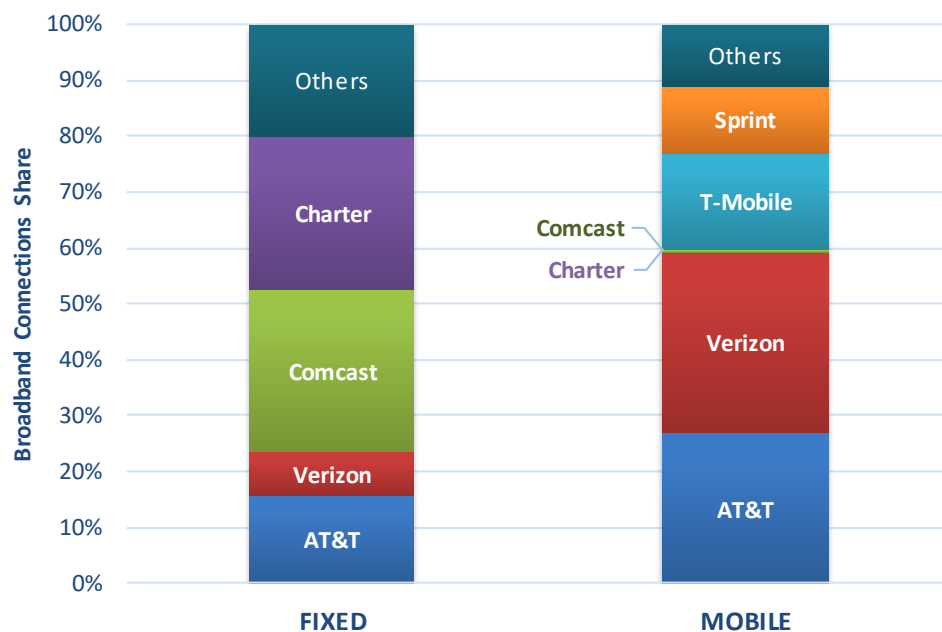 Broadband Connections Share
100%
90%
80%
70%
60%
50%
40%
30%
20%
10%
0%
Others
Charter
Comcast
Verizon
AT&T
FIXED
Others
Sprint
T-Mobile
Comcast
Charter
Verizon
AT&T
MOBILE